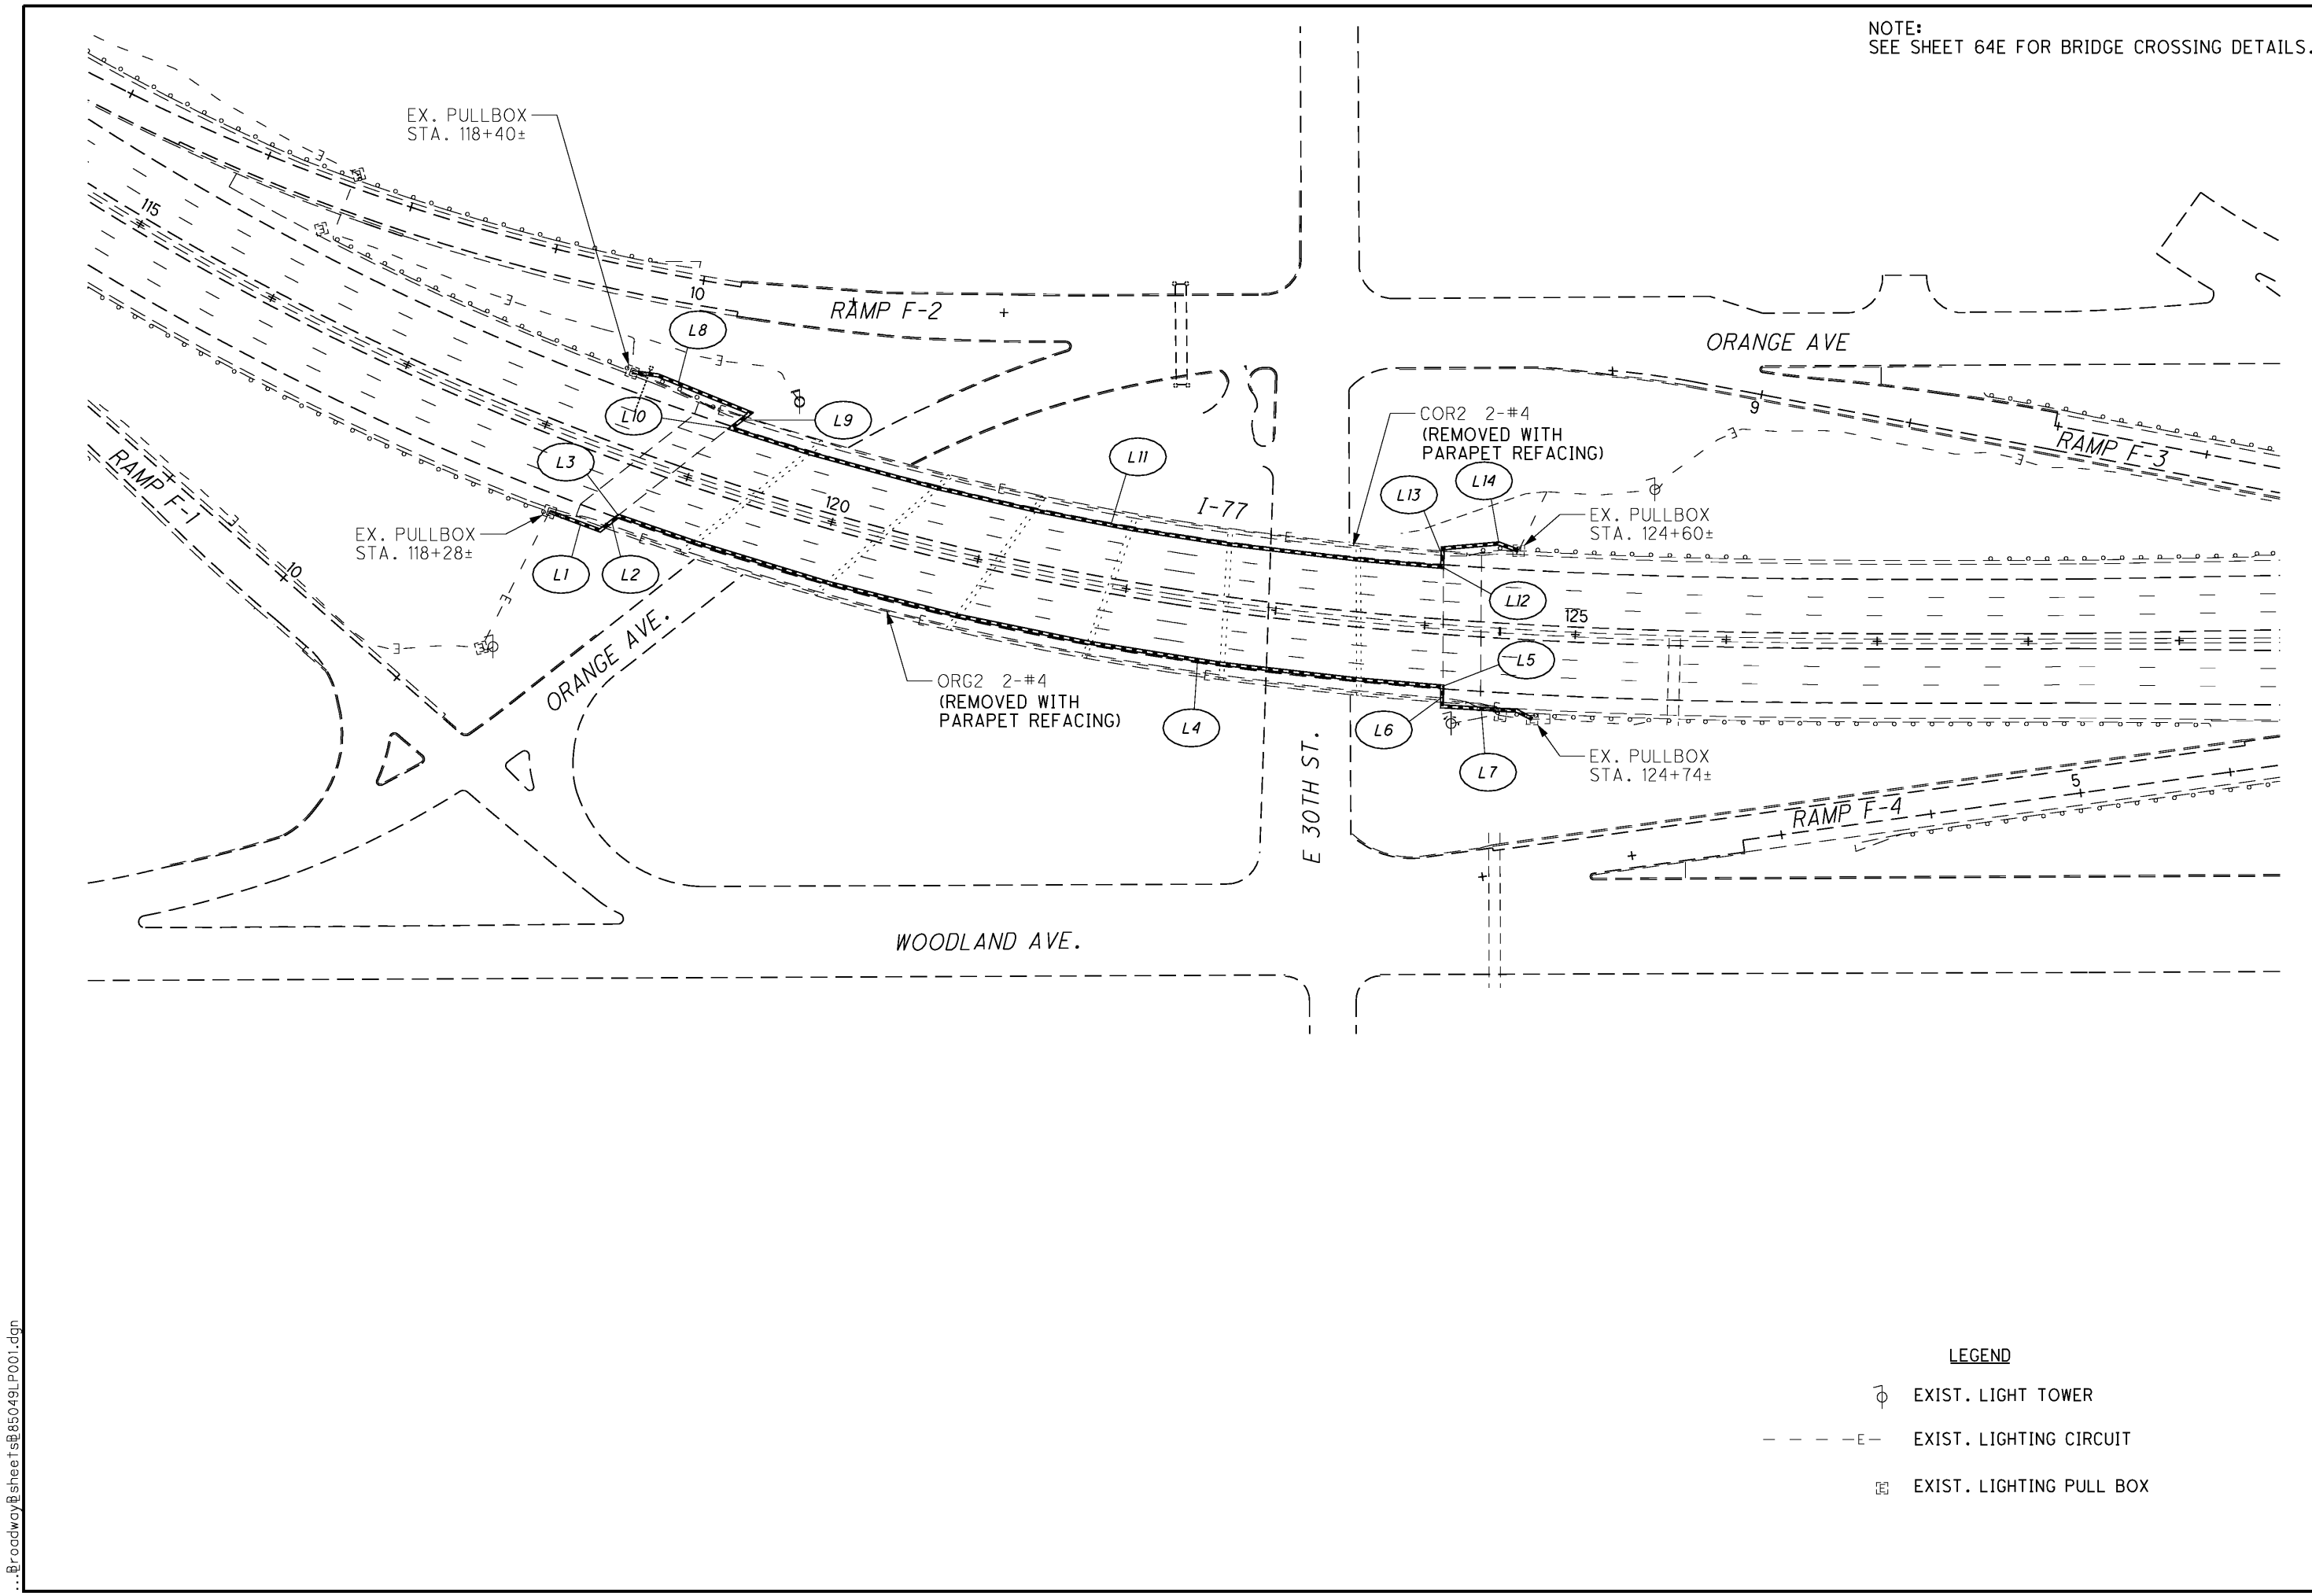 NOTE:
SEE SHEET 64E FOR BRIDGE CROSSING DETAILS.
EX. PULLBOX
STA. 118+40±
115
10
RAMP F-2
L8
L10
L9
L3
ORANGE AVE
COR2 2-#4
(REMOVED WITH
PARAPET REFACING)
9
RAMP F-3
L11
I-77
L13
L14
120
RAMP F-1
10
EX. PULLBOX
STA. 118+28±
L1
L2
EX. PULLBOX
STA. 124+60±
L12
125
ORANGE AVE.
ORG2 2-#4
(REMOVED WITH
PARAPET REFACING)
L4
L5
L6
L7
E 30TH ST.
EX. PULLBOX
STA. 124+74±
5
RAMP F-4
WOODLAND AVE.
LEGEND
EXIST. LIGHT TOWER
E EXIST. LIGHTING CIRCUIT
E EXIST. LIGHTING PULL BOX